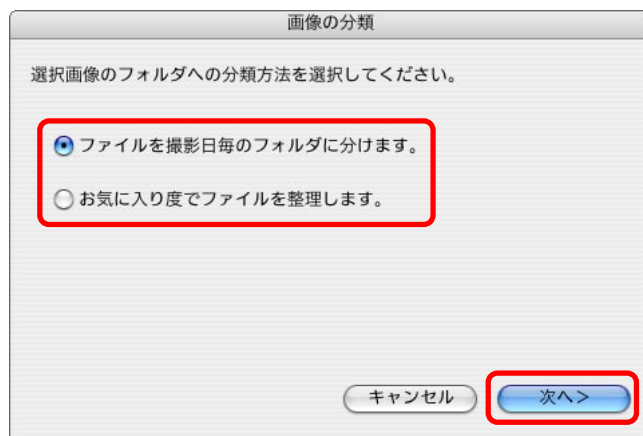 画像の分類
選択画像のフォルダへの分類方法を選択してください。
ファイルを撮影日毎のフォルダに分けます。
お気に入り度でファイルを整理します。
キャンセル
次へ>